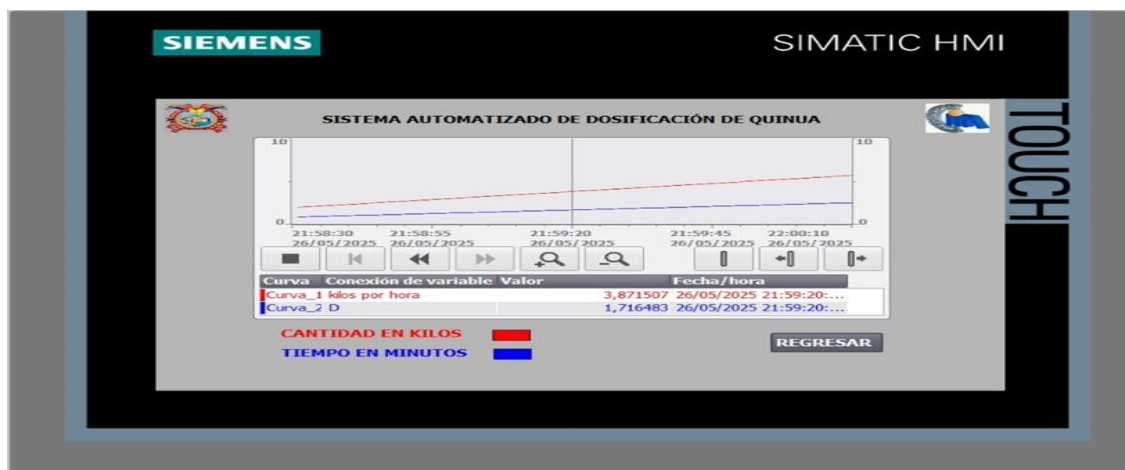 SIEMENS
SIMATIC HMI
TOUCH
SISTEMA AUTOMATIZADO DE DOSIFICACIÓN DE QUINUA
10 10
0 0
21:58:30 21:58:55 21:59:20 21:59:45 22:00:10
26/05/2025 26/05/2025 26/05/2025 26/05/2025 26/05/2025
Curva Conexión de variable Valor Fecha/hora
Curva_1 kilos por hora 3,871507 26/05/2025 21:59:20:...
Curva_2 D 1,716483 26/05/2025 21:59:20:...
CANTIDAD EN KILOS
TIEMPO EN MINUTOS
REGRESAR